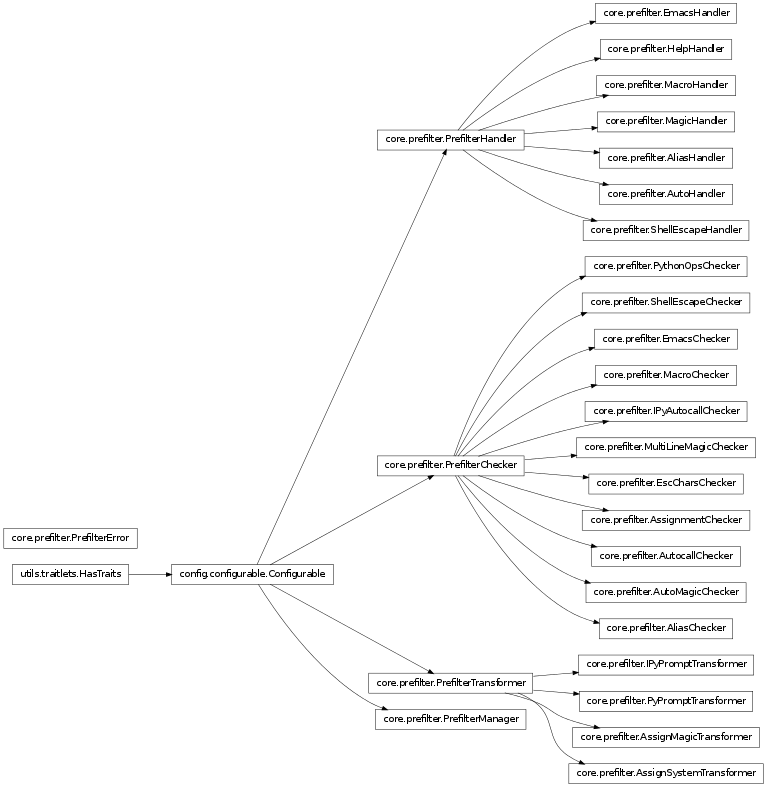 core.prefilter.EmacsHandler
core.prefilter.HelpHandler
core.prefilter.MacroHandler
core.prefilter.MagicHandler
core.prefilter.PrefilterHandler
core.prefilter.AliasHandler
core.prefilter.AutoHandler
core.prefilter.ShellEscapeHandler
core.prefilter.PythonOpsChecker
core.prefilter.ShellEscapeChecker
core.prefilter.EmacsChecker
core.prefilter.MacroChecker
core.prefilter.IPyAutocallChecker
core.prefilter.MultiLineMagicChecker
core.prefilter.PrefilterChecker
core.prefilter.EscCharsChecker
core.prefilter.AssignmentChecker
core.prefilter.PrefilterError
core.prefilter.AutocallChecker
utils.traitlets.HasTraits
config.configurable.Configurable
core.prefilter.AutoMagicChecker
core.prefilter.AliasChecker
core.prefilter.IPyPromptTransformer
core.prefilter.PrefilterTransformer
core.prefilter.PyPromptTransformer
core.prefilter.PrefilterManager
core.prefilter.AssignMagicTransformer
core.prefilter.AssignSystemTransformer